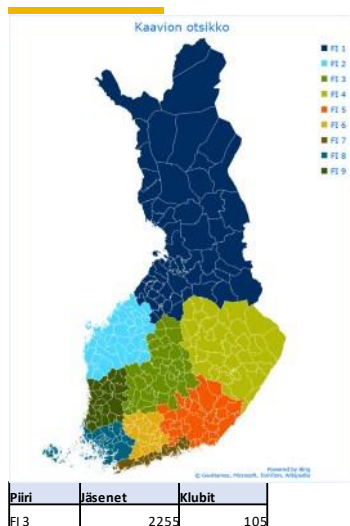 Kaavion otsikko
FI 1
FI 2
FI 3
FI 4
FI 5
FI 6
FI 7
FI 8
FI 9
Powered by Bing
© GeoNames, Microsoft, TomTom, Wikipedia
Piiri Jäsenet Klubit
FI 3 2255 105